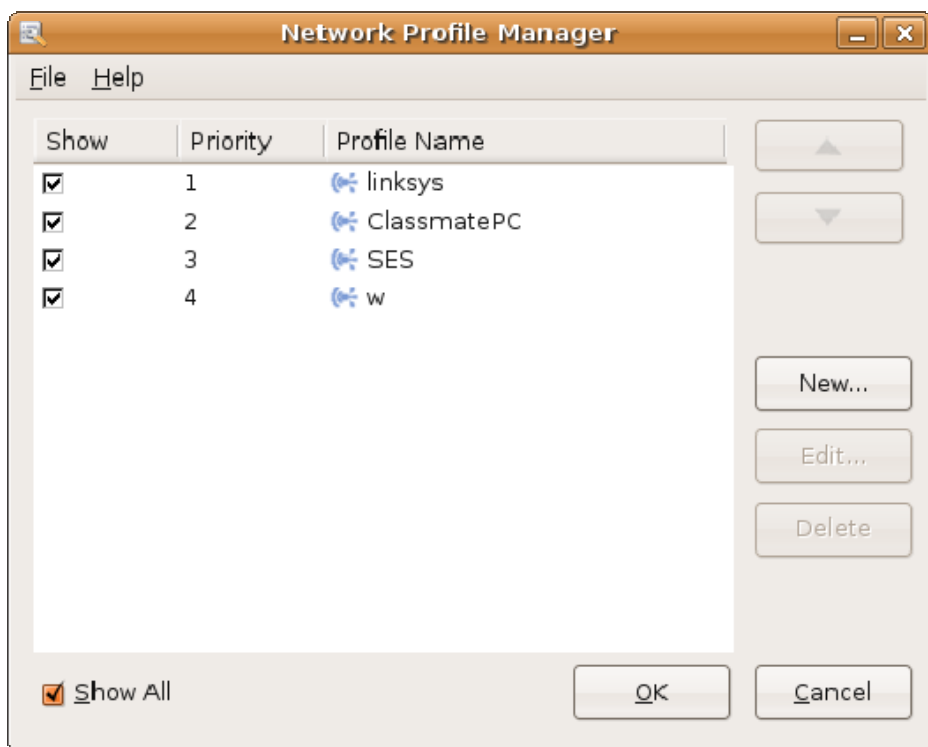 Network Profile Manager
File Help
Show Priority Profile Name
1 linksys
2 ClassmatePC
3 SES
4 w
New...
Edit...
Delete
Show All OK Cancel